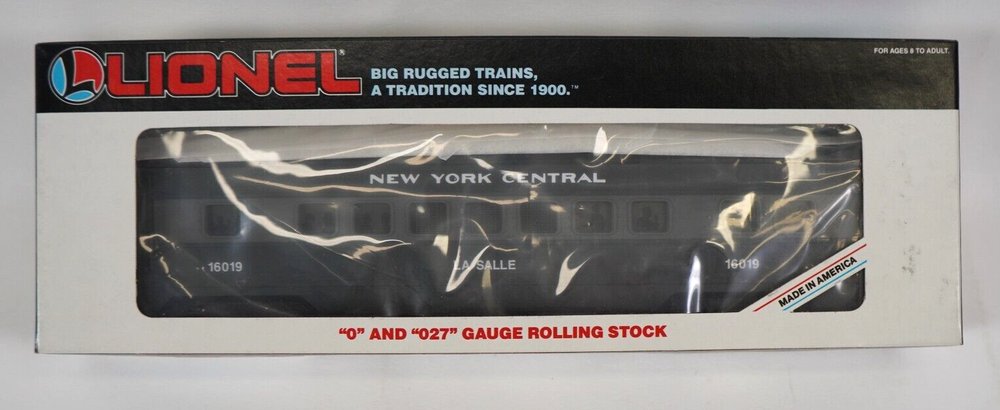 LIONEL®
BIG RUGGED TRAINS,
A TRADITION SINCE 1900.™
FOR AGES 8 TO ADULT.
NEW YORK CENTRAL
16019
LA SALLE
16019
MADE IN AMERICA
“O” AND “027” GAUGE ROLLING STOCK